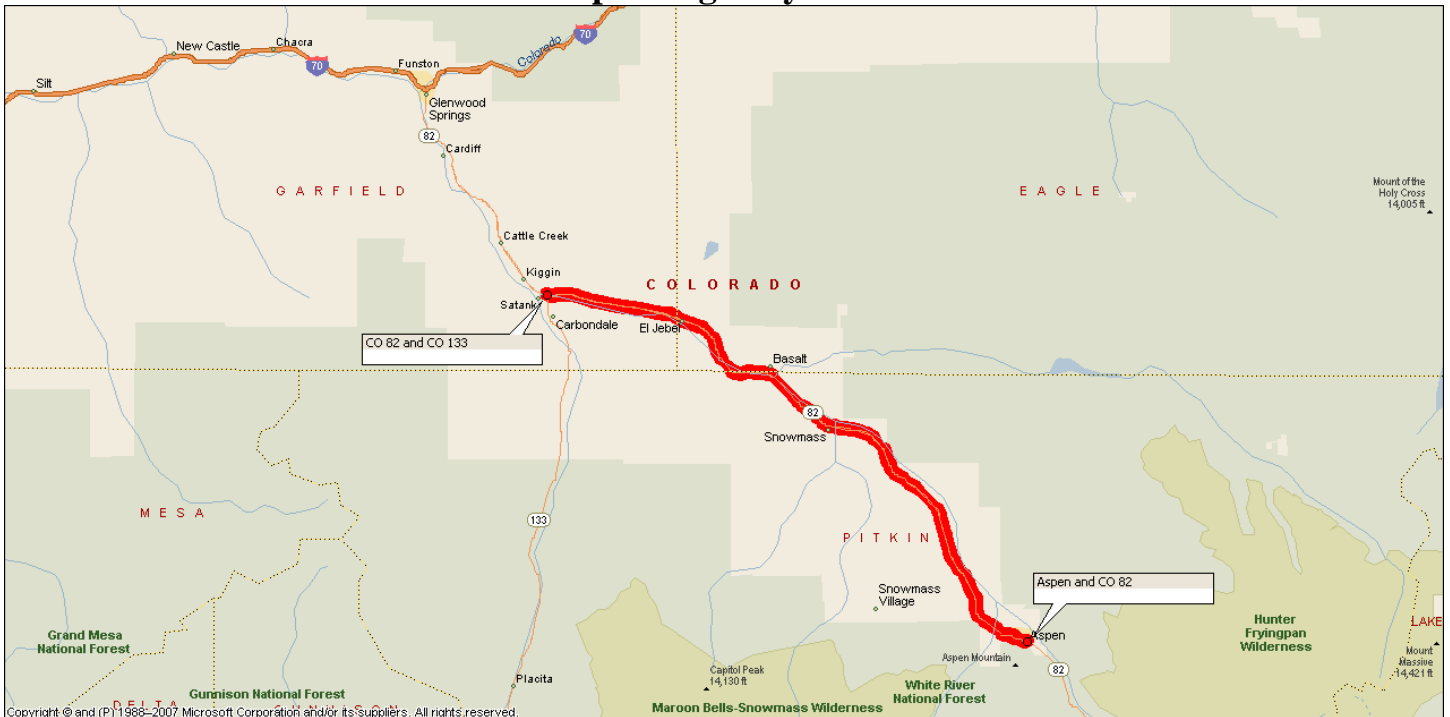 70
New Castle
Chacra
Colorado
70
Funston
Silt
Glenwood
Springs
82
Cardiff
GARFIELD
EAGLE
Mount of the
Holy Cross
14,005 ft
Cattle Creek
Kiggin
COLORADO
Satank
Carbondale
El Jebel
CO 82 and CO 133
Basalt
82
Snowmass
MESA
133
PITKIN
Aspen and CO 82
Snowmass
Village
Hunter
Fryingpan
Wilderness
LAKE
Grand Mesa
National Forest
Aspen
Aspen Mountain
Mount
Massive
14,421 ft
Capitol Peak
14,130 ft
82
Placita
White River
National Forest
Gunnison National Forest
DELTA
GUNNISON
Maroon Bells-Snowmass Wilderness
Copyright © and (P) 1988–2007 Microsoft Corporation and/or its suppliers. All rights reserved.